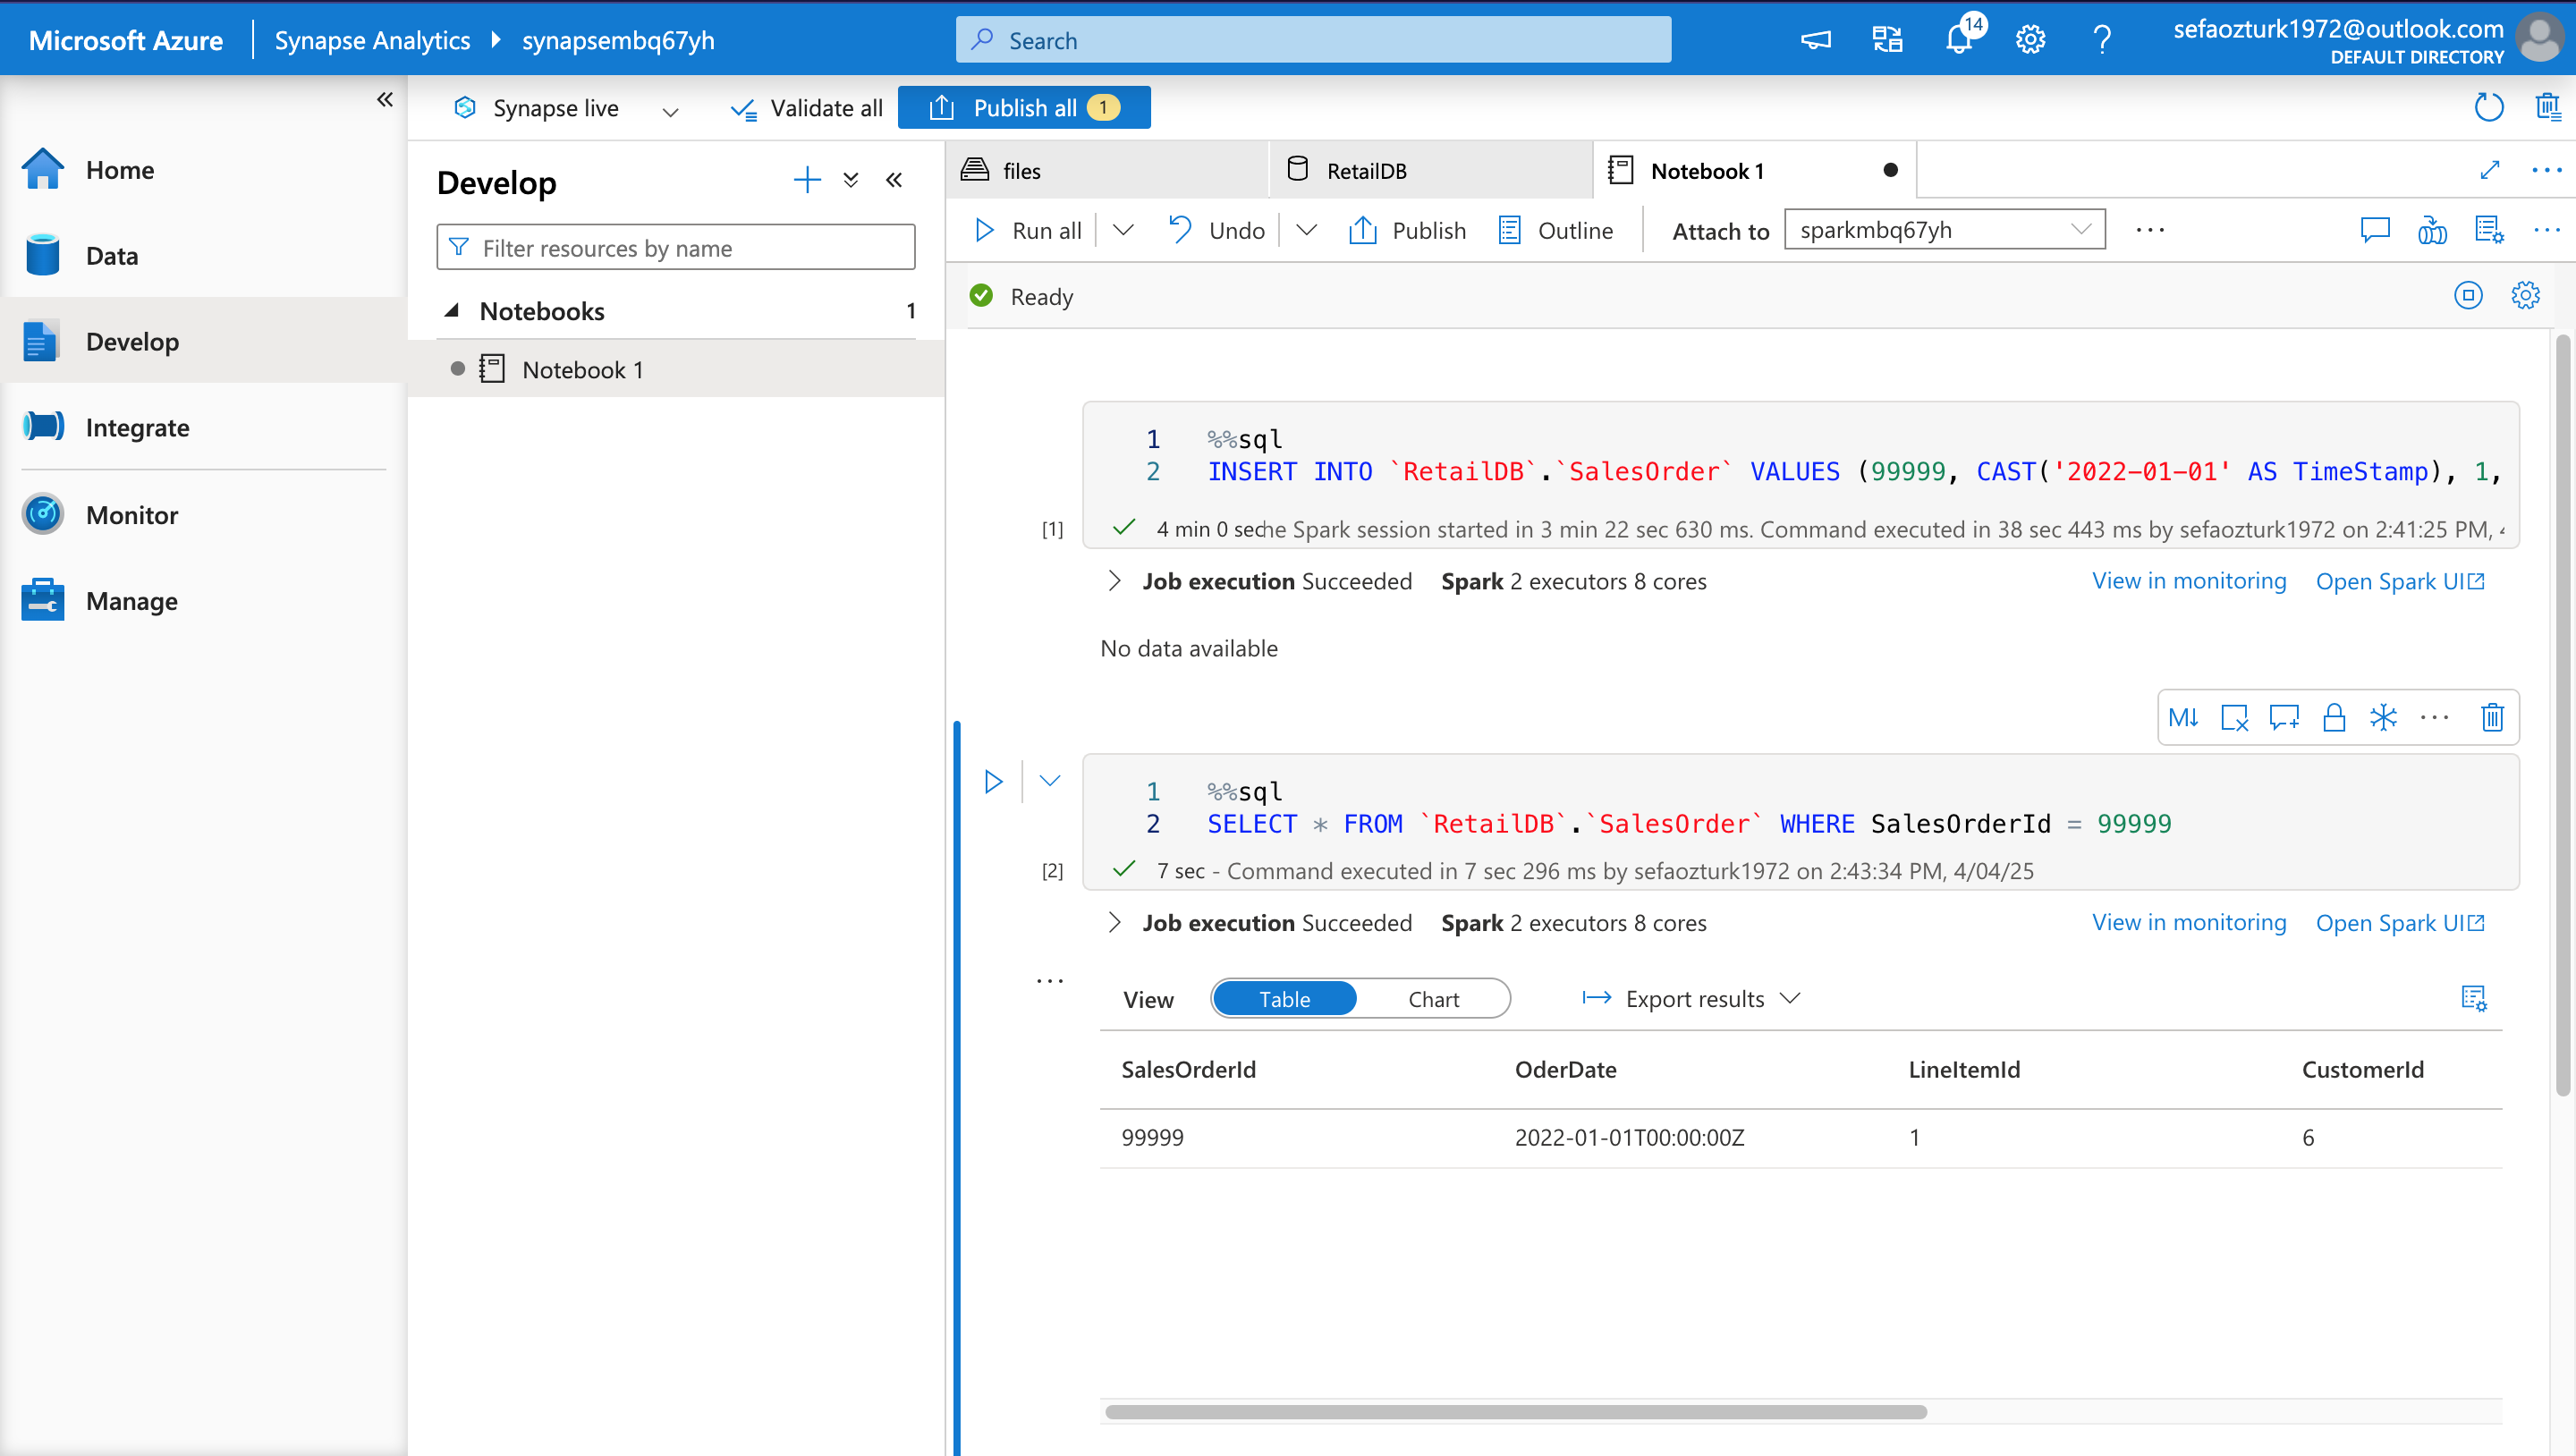 Microsoft Azure
Synapse Analytics
synapsembq67yh
Search
14
sefaozturk1972@outlook.com
DEFAULT DIRECTORY
Synapse live
Validate all
Publish all 1
Home
Data
Develop
Integrate
Monitor
Manage
Develop
Filter resources by name
Notebooks 1
Notebook 1
files
RetailDB
Notebook 1
Run all
Undo
Publish
Outline
Attach to
sparkmbq67yh
Ready
1 %%sql
2 INSERT INTO `RetailDB`.`SalesOrder` VALUES (99999, CAST('2022-01-01' AS TimeStamp), 1,
[1] 4 min 0 sec he Spark session started in 3 min 22 sec 630 ms. Command executed in 38 sec 443 ms by sefaozturk1972 on 2:41:25 PM,
Job execution Succeeded Spark 2 executors 8 cores View in monitoring Open Spark UI
No data available
M↓
1 %%sql
2 SELECT * FROM `RetailDB`.`SalesOrder` WHERE SalesOrderId = 99999
[2] 7 sec - Command executed in 7 sec 296 ms by sefaozturk1972 on 2:43:34 PM, 4/04/25
Job execution Succeeded Spark 2 executors 8 cores View in monitoring Open Spark UI
View Table Chart Export results
SalesOrderId OderDate LineItemId CustomerId
99999 2022-01-01T00:00:00Z 1 6